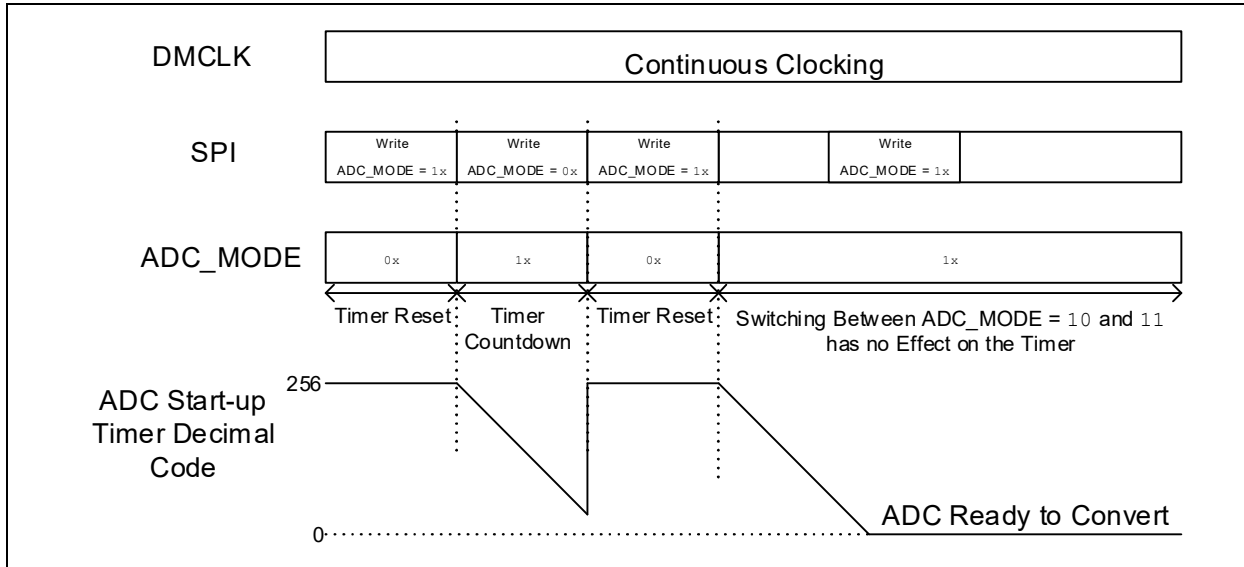 DMCLK
Continuous Clocking
SPI
Write
ADC_MODE = 1x
Write
ADC_MODE = 0x
Write
ADC_MODE = 1x
Write
ADC_MODE = 1x
ADC_MODE
0x
1x
0x
1x
Timer Reset
Timer
Countdown
Timer Reset
Switching Between ADC_MODE = 10 and 11
has no Effect on the Timer
ADC Start-up
Timer Decimal
Code
256
0
ADC Ready to Convert